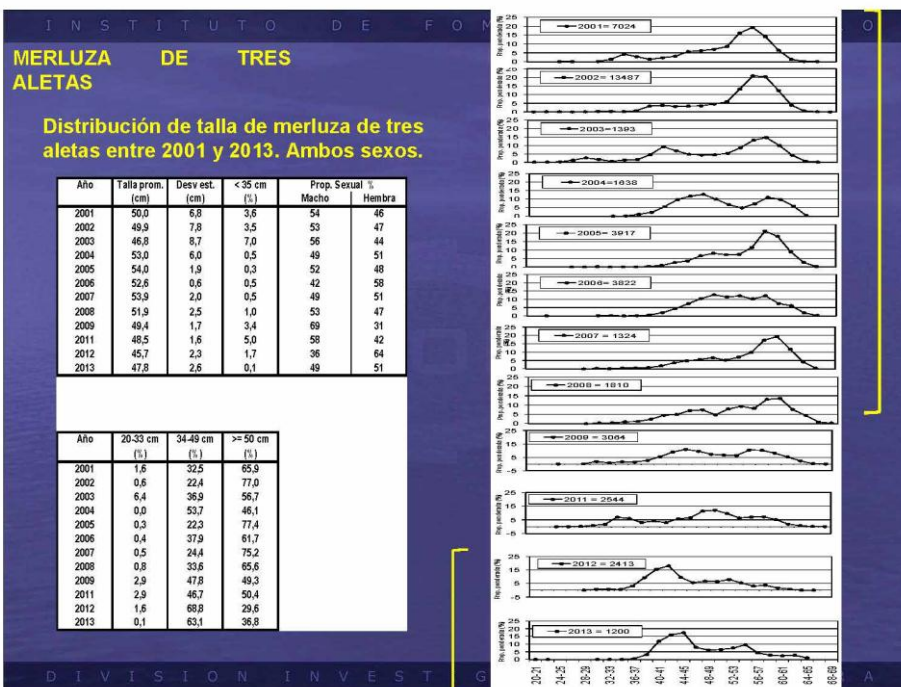 INSTITUTO DE FOM O
MERLUZA DE TRES
ALETAS
Distribución de talla de merluza de tres
aletas entre 2001 y 2013. Ambos sexos.
Año Talla prom. Desv est. < 35 cm Prop. Sexual %
(cm) (cm) (%) Macho Hembra
2001 50,0 6,8 3,6 54 46
2002 49,9 7,8 3,5 53 47
2003 46,8 8,7 7,0 56 44
2004 53,0 6,0 0,5 49 51
2005 54,0 1,9 0,3 52 48
2006 52,6 0,6 0,5 42 58
2007 53,9 2,0 0,5 49 51
2008 51,9 2,5 1,0 53 47
2009 49,4 1,7 3,4 69 31
2011 48,5 1,6 5,0 58 42
2012 45,7 2,3 1,7 36 64
2013 47,8 2,6 0,1 49 51
Año 20-33 cm 34-49 cm >= 50 cm
(%) (%) (%)
2001 1,6 32,5 65,9
2002 0,6 22,4 77,0
2003 6,4 36,9 56,7
2004 0,0 53,7 46,1
2005 0,3 22,3 77,4
2006 0,4 37,9 61,7
2007 0,5 24,4 75,2
2008 0,8 33,6 65,6
2009 2,9 47,8 49,3
2011 2,9 46,7 50,4
2012 1,6 68,8 29,6
2013 0,1 63,1 36,8
2001=7024
2002=13487
2003=1393
2004=1638
2005=3917
2006=3822
2007 = 1324
2008 = 1810
2009 = 3064
2011 = 2544
2012 = 2413
2013 = 1200
20-21 24-25 28-29 32-33 36-37 40-41 44-45 48-49 52-53 56-57 60-61 64-65 68-69
DIVISION INVEST G A